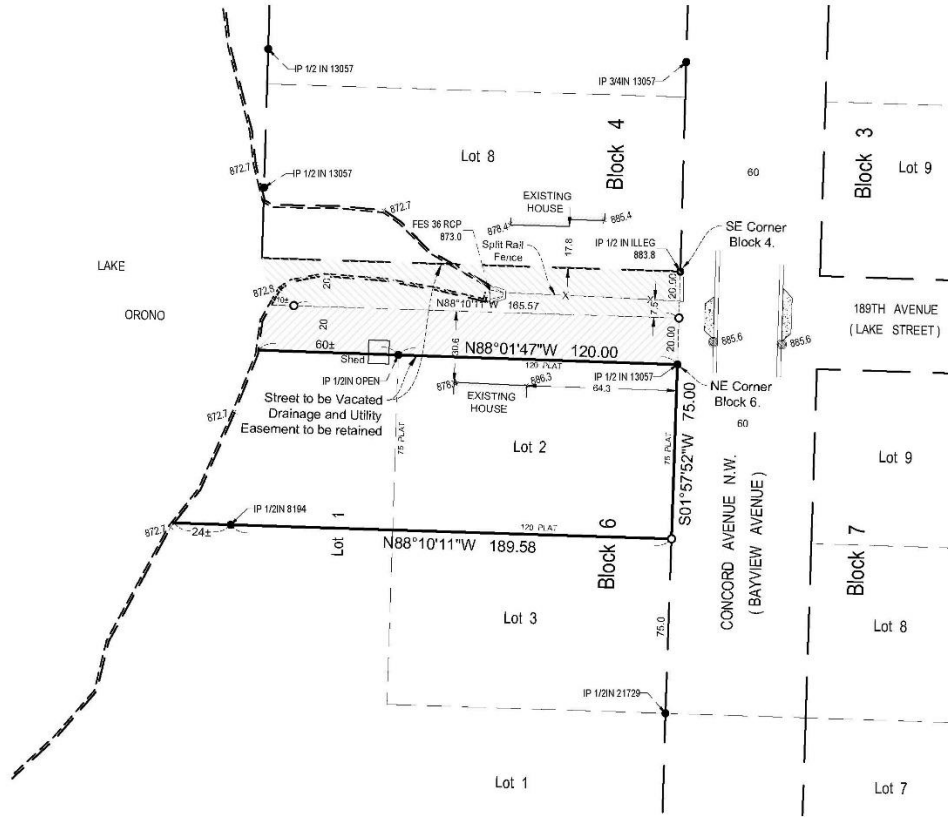 IP 1/2 IN 13057
IP 3/4IN 13057
Block 4
Block 3
Lot 8
Lot 9
60
872.7
IP 1/2 IN 13057
872.7
EXISTING
HOUSE
878.4
885.4
FES 36 RCP
873.0
Split Rail
Fence
17.8
IP 1/2 IN ILLEG
883.8
SE Corner
Block 4.
LAKE
ORONO
872.8
70±
20
20
N88°10'11"W 165.57
X
20.00
7.5
20.00
885.6
885.6
189TH AVENUE
( LAKE STREET )
60±
Shed
30.6
N88°01'47"W 120.00
120 PLAT
IP 1/2IN OPEN
IP 1/2 IN 13057
NE Corner
Block 6.
60
Street to be Vacated
Drainage and Utility
Easement to be retained
886.3
64.3
EXISTING
HOUSE
872.7
75 PLAT
Lot 2
75 PLAT
S01°57'52"W 75.00
Lot 9
872.7
24±
IP 1/2IN 8194
Lot 1
120 PLAT
N88°10'11"W 189.58
Block 6
CONCORD AVENUE N.W.
( BAYVIEW AVENUE )
Block 7
Lot 3
75.0
Lot 8
IP 1/2IN 21729
Lot 1
Lot 7